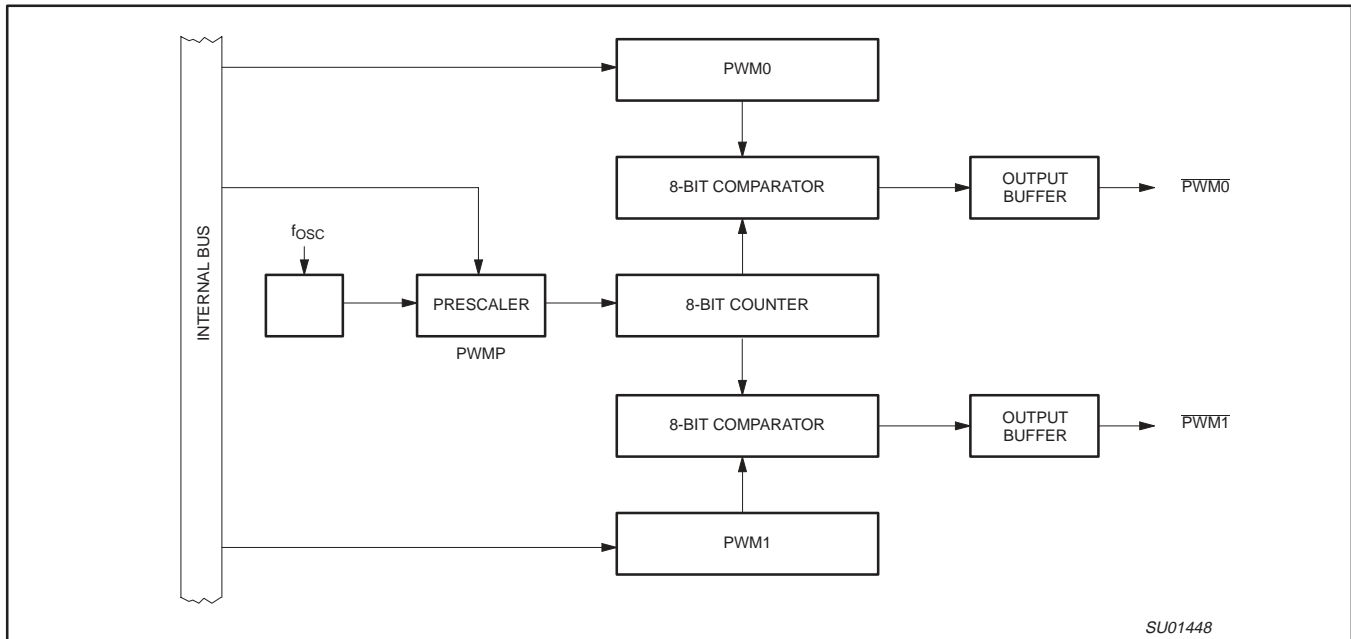 PWM0
8-BIT COMPARATOR
OUTPUT
BUFFER
PWM0
INTERNAL BUS
fOSC
PRESCALER
PWMP
8-BIT COUNTER
8-BIT COMPARATOR
OUTPUT
BUFFER
PWM1
PWM1
SU01448